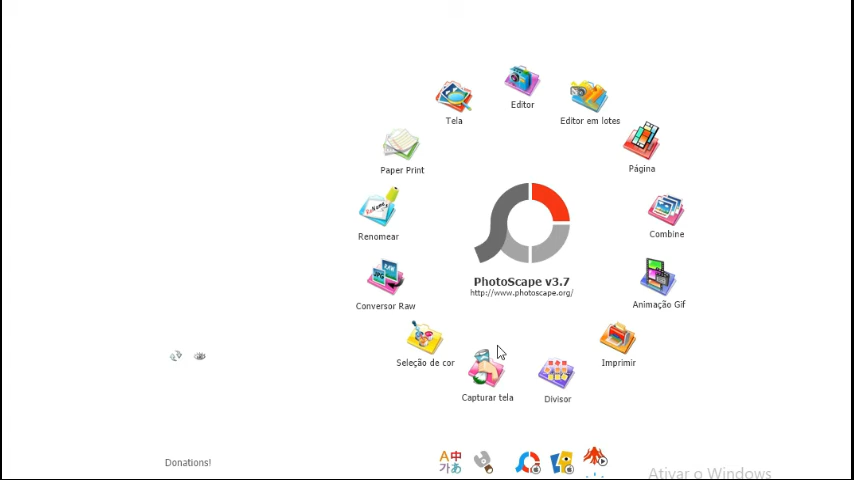 Editor
Tela
Editor em lotes
Paper Print
Página
Renomear
Combine
PhotoScape v3.7
http://www.photoscape.org/
Conversor Raw
Animação Gif
Seleção de cor
Imprimir
Capturar tela
Divisor
Donations!
A中
가あ
Ativar o Windows